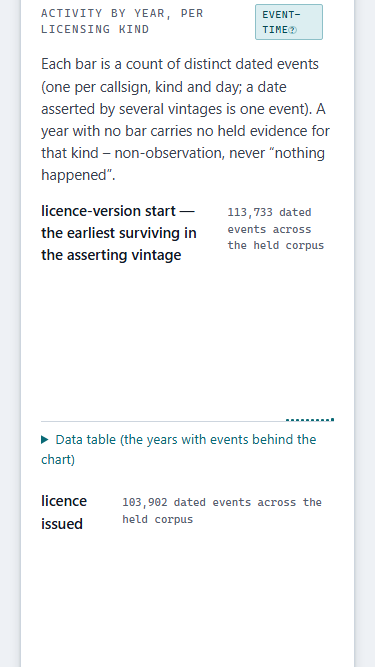 ACTIVITY BY YEAR, PER
LICENSING KIND
EVENT-
TIME?
Each bar is a count of distinct dated events
(one per callsign, kind and day; a date
asserted by several vintages is one event). A
year with no bar carries no held evidence for
that kind – non-observation, never “nothing
happened”.
licence-version start —
the earliest surviving in
the asserting vintage
113,733 dated
events across
the held corpus
▶ Data table (the years with events behind the
chart)
licence
issued
103,902 dated events across the
held corpus